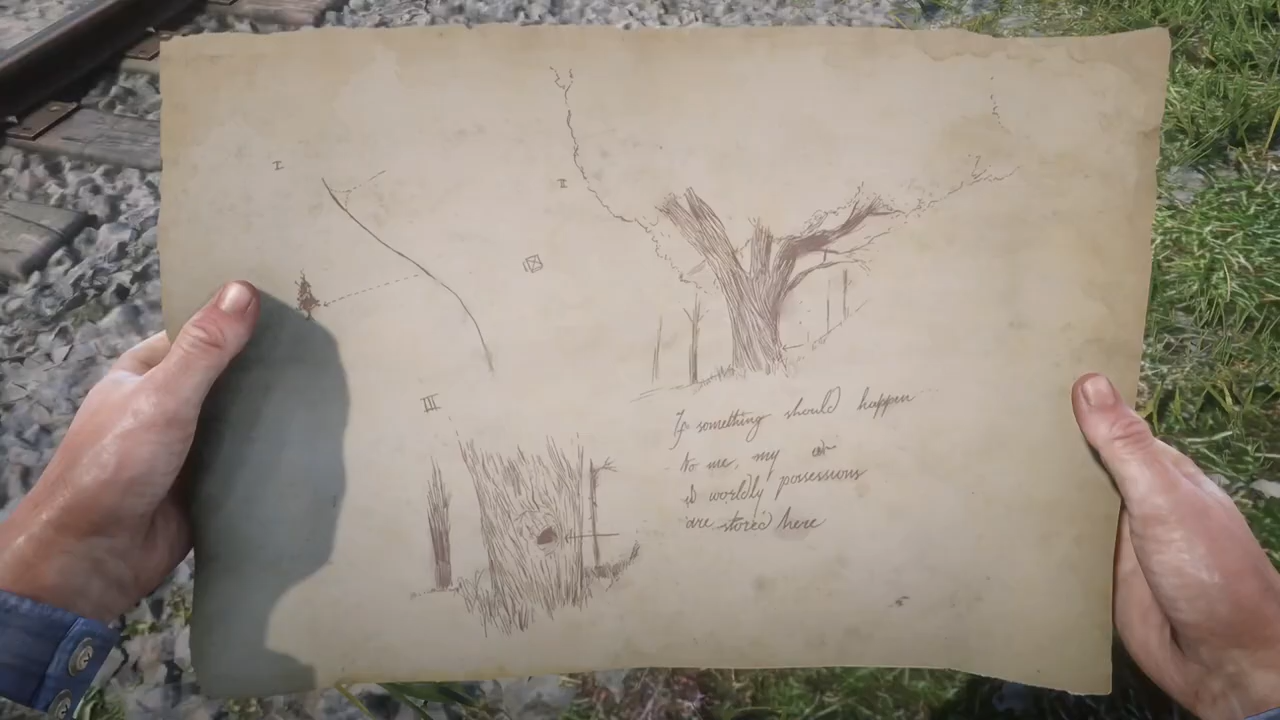 I
II
III
If something should happen
to me, my
worldly possessions
are stored here